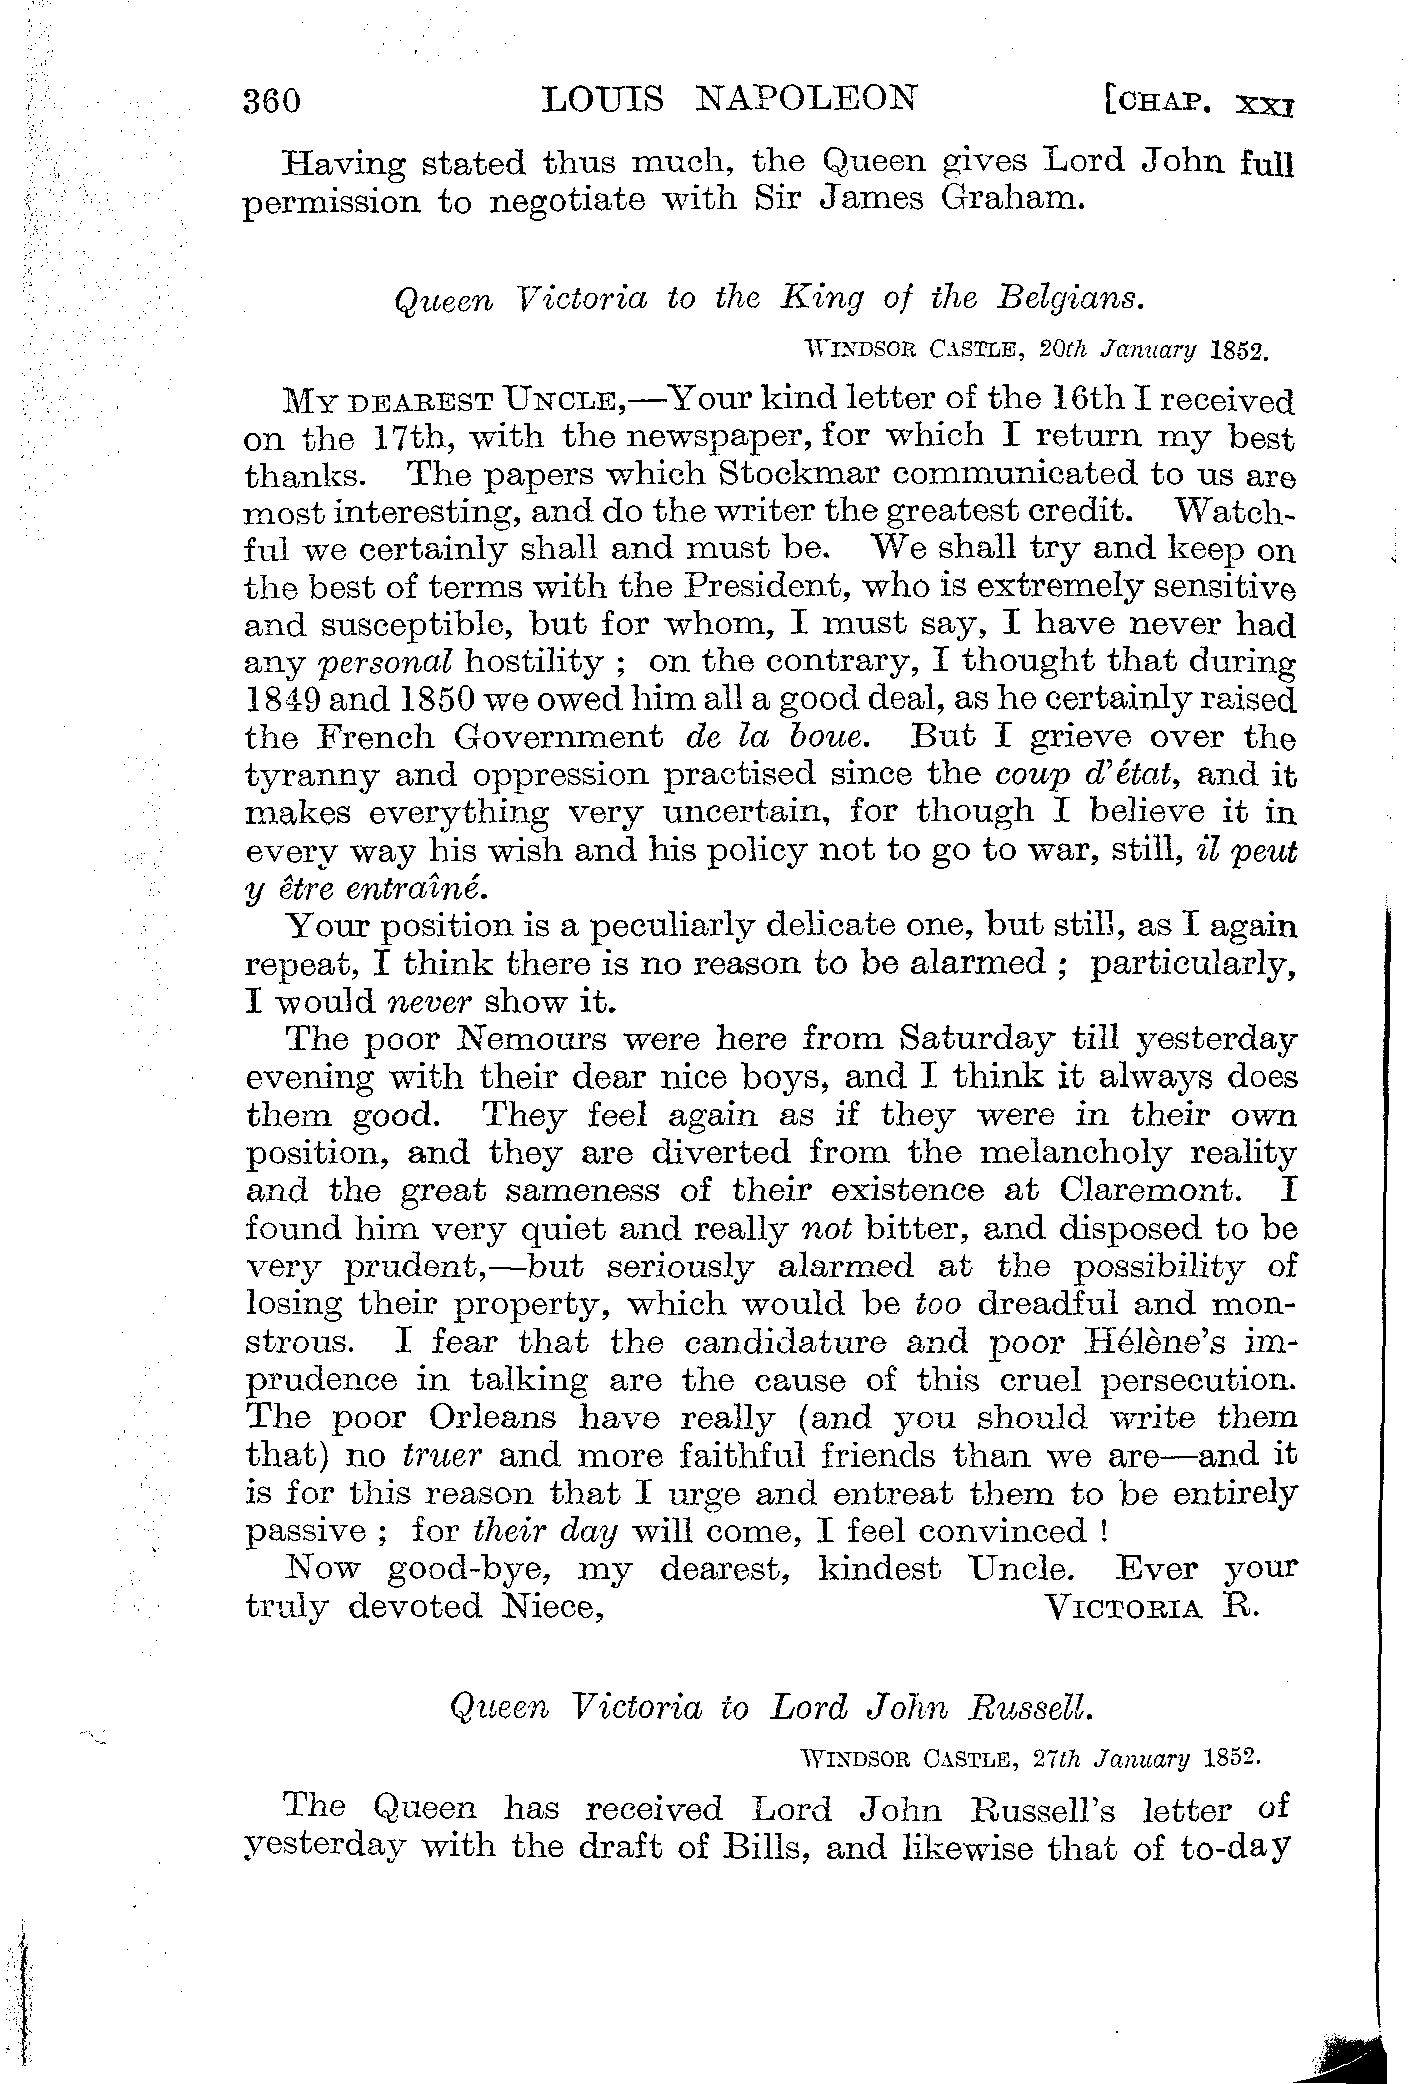 360 LOUIS NAPOLEON [CHAP. XXI
Having stated thus much, the Queen gives Lord John full
permission to negotiate with Sir James Graham.
Queen Victoria to the King of the Belgians.
WINDSOR CASTLE, 20th January 1852.
MY DEAREST UNCLE,—Your kind letter of the 16th I received
on the 17th, with the newspaper, for which I return my best
thanks. The papers which Stockmar communicated to us are
most interesting, and do the writer the greatest credit. Watch-
ful we certainly shall and must be. We shall try and keep on
the best of terms with the President, who is extremely sensitive
and susceptible, but for whom, I must say, I have never had
any personal hostility ; on the contrary, I thought that during
1849 and 1850 we owed him all a good deal, as he certainly raised
the French Government de la boue. But I grieve over the
tyranny and oppression practised since the coup d'état, and it
makes everything very uncertain, for though I believe it in
every way his wish and his policy not to go to war, still, il peut
y être entraîné.
Your position is a peculiarly delicate one, but still, as I again
repeat, I think there is no reason to be alarmed ; particularly,
I would never show it.
The poor Nemours were here from Saturday till yesterday
evening with their dear nice boys, and I think it always does
them good. They feel again as if they were in their own
position, and they are diverted from the melancholy reality
and the great sameness of their existence at Claremont. I
found him very quiet and really not bitter, and disposed to be
very prudent,—but seriously alarmed at the possibility of
losing their property, which would be too dreadful and mon-
strous. I fear that the candidature and poor Hélène's im-
prudence in talking are the cause of this cruel persecution.
The poor Orleans have really (and you should write them
that) no truer and more faithful friends than we are—and it
is for this reason that I urge and entreat them to be entirely
passive ; for their day will come, I feel convinced !
Now good-bye, my dearest, kindest Uncle. Ever your
truly devoted Niece, VICTORIA R.
Queen Victoria to Lord John Russell.
WINDSOR CASTLE, 27th January 1852.
The Queen has received Lord John Russell's letter of
yesterday with the draft of Bills, and likewise that of to-day